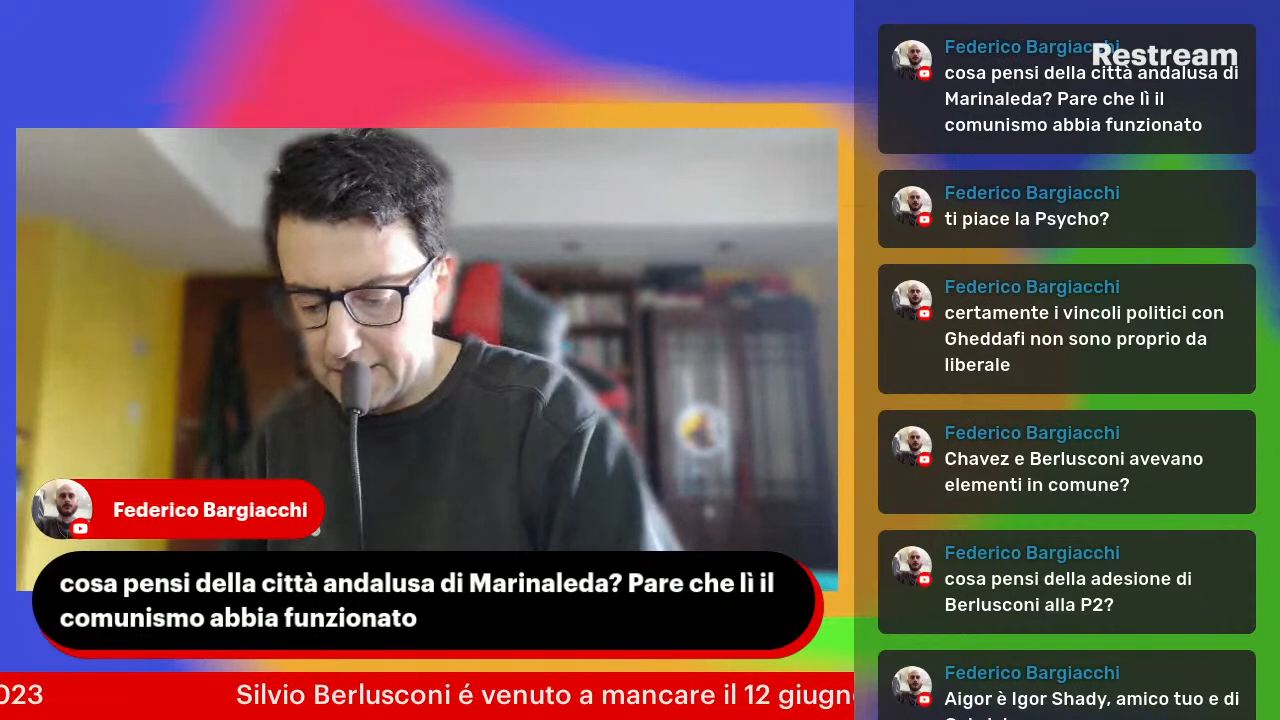 Federico Bargiacchi
cosa pensi della città andalusa di
Marinaleda? Pare che lì il
comunismo abbia funzionato
Restream
Federico Bargiacchi
ti piace la Psycho?
Federico Bargiacchi
certamente i vincoli politici con
Gheddafi non sono proprio da
liberale
Federico Bargiacchi
Chavez e Berlusconi avevano
elementi in comune?
Federico Bargiacchi
cosa pensi della adesione di
Berlusconi alla P2?
Federico Bargiacchi
Aigor è Igor Shady, amico tuo e di
Federico Bargiacchi
cosa pensi della città andalusa di Marinaleda? Pare che lì il
comunismo abbia funzionato
023 Silvio Berlusconi é venuto a mancare il 12 giugn